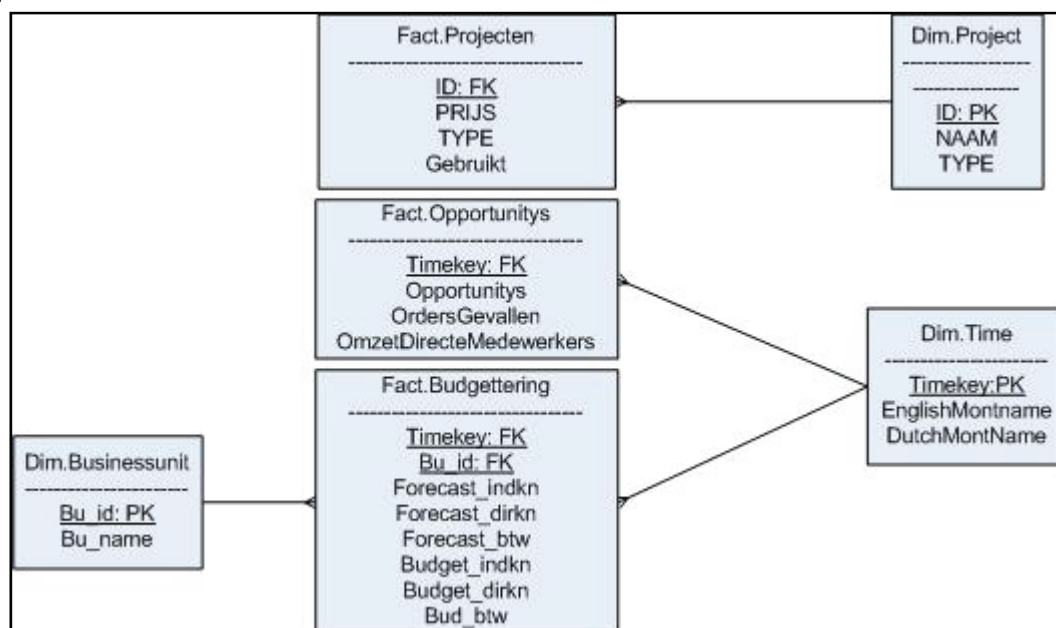 Fact.Projecten
--------------------------------
ID: FK
PRIJS
TYPE
Gebruikt
Dim.Project
---------------------
---------------
ID: PK
NAAM
TYPE
Fact.Opportunitys
--------------------------------
Timekey: FK
Opportunitys
OrdersGevallen
OmzetDirecteMedewerkers
Dim.Time
----------------------
Timekey:PK
EnglishMontname
DutchMontName
Fact.Budgettering
--------------------------------
Timekey: FK
Bu_id: FK
Forecast_indkn
Forecast_dirkn
Forecast_btw
Budget_indkn
Budget_dirkn
Bud_btw
Dim.Businessunit
----------------------
Bu_id: PK
Bu_name